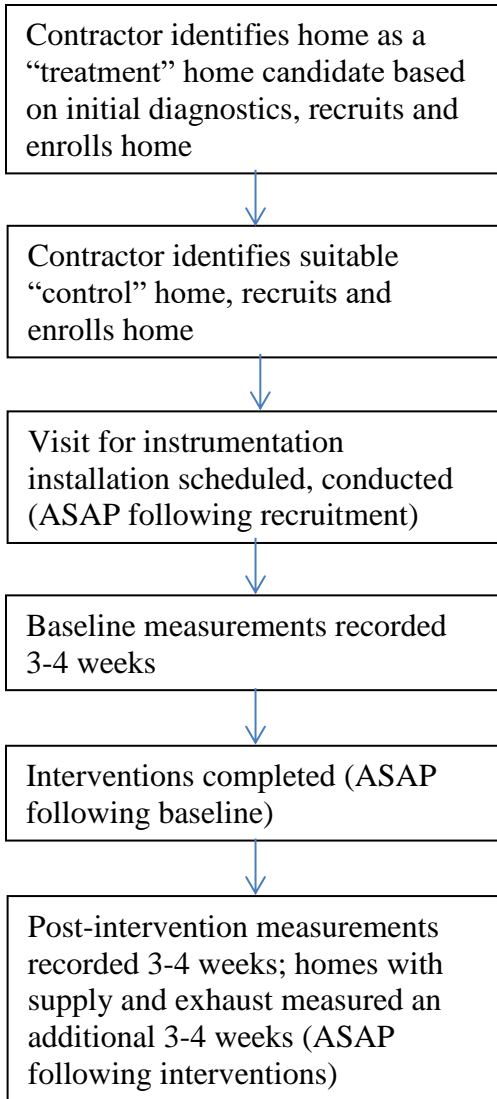 Contractor identifies home as a
“treatment” home candidate based
on initial diagnostics, recruits and
enrolls home
Contractor identifies suitable
“control” home, recruits and
enrolls home
Visit for instrumentation
installation scheduled, conducted
(ASAP following recruitment)
Baseline measurements recorded
3-4 weeks
Interventions completed (ASAP
following baseline)
Post-intervention measurements
recorded 3-4 weeks; homes with
supply and exhaust measured an
additional 3-4 weeks (ASAP
following interventions)